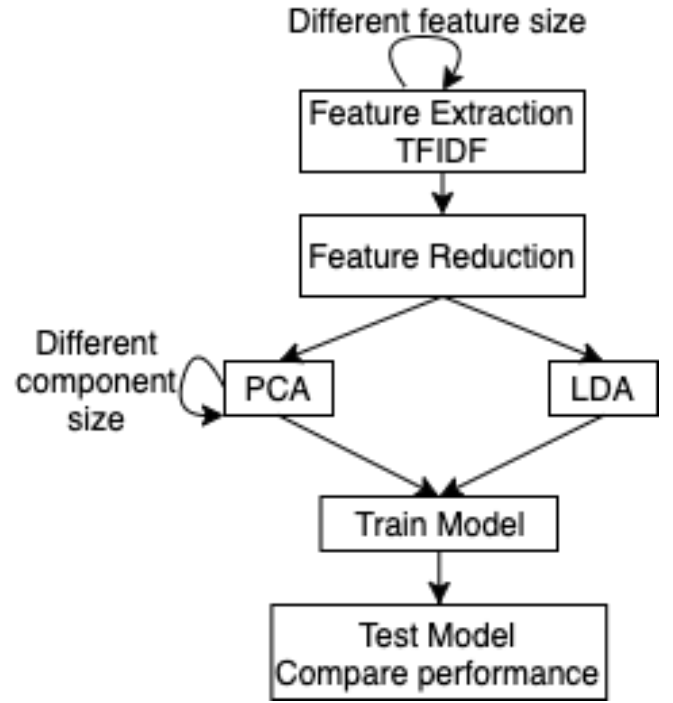 Different feature size
Feature Extraction
TFIDF
Feature Reduction
Different
component
size
PCA
LDA
Train Model
Test Model
Compare performance